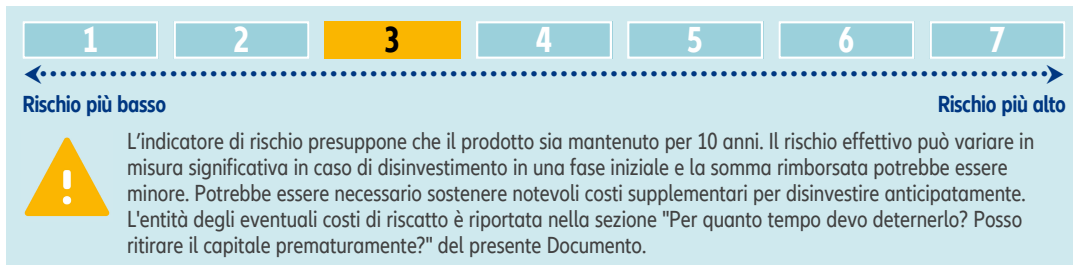 1 2 3 4 5 6 7
Rischio più basso Rischio più alto
L'indicatore di rischio presuppone che il prodotto sia mantenuto per 10 anni. Il rischio effettivo può variare in
misura significativa in caso di disinvestimento in una fase iniziale e la somma rimborsata potrebbe essere
minore. Potrebbe essere necessario sostenere notevoli costi supplementari per disinvestire anticipatamente.
L'entità degli eventuali costi di riscatto è riportata nella sezione "Per quanto tempo devo deternerlo? Posso
ritirare il capitale prematuramente?" del presente Documento.